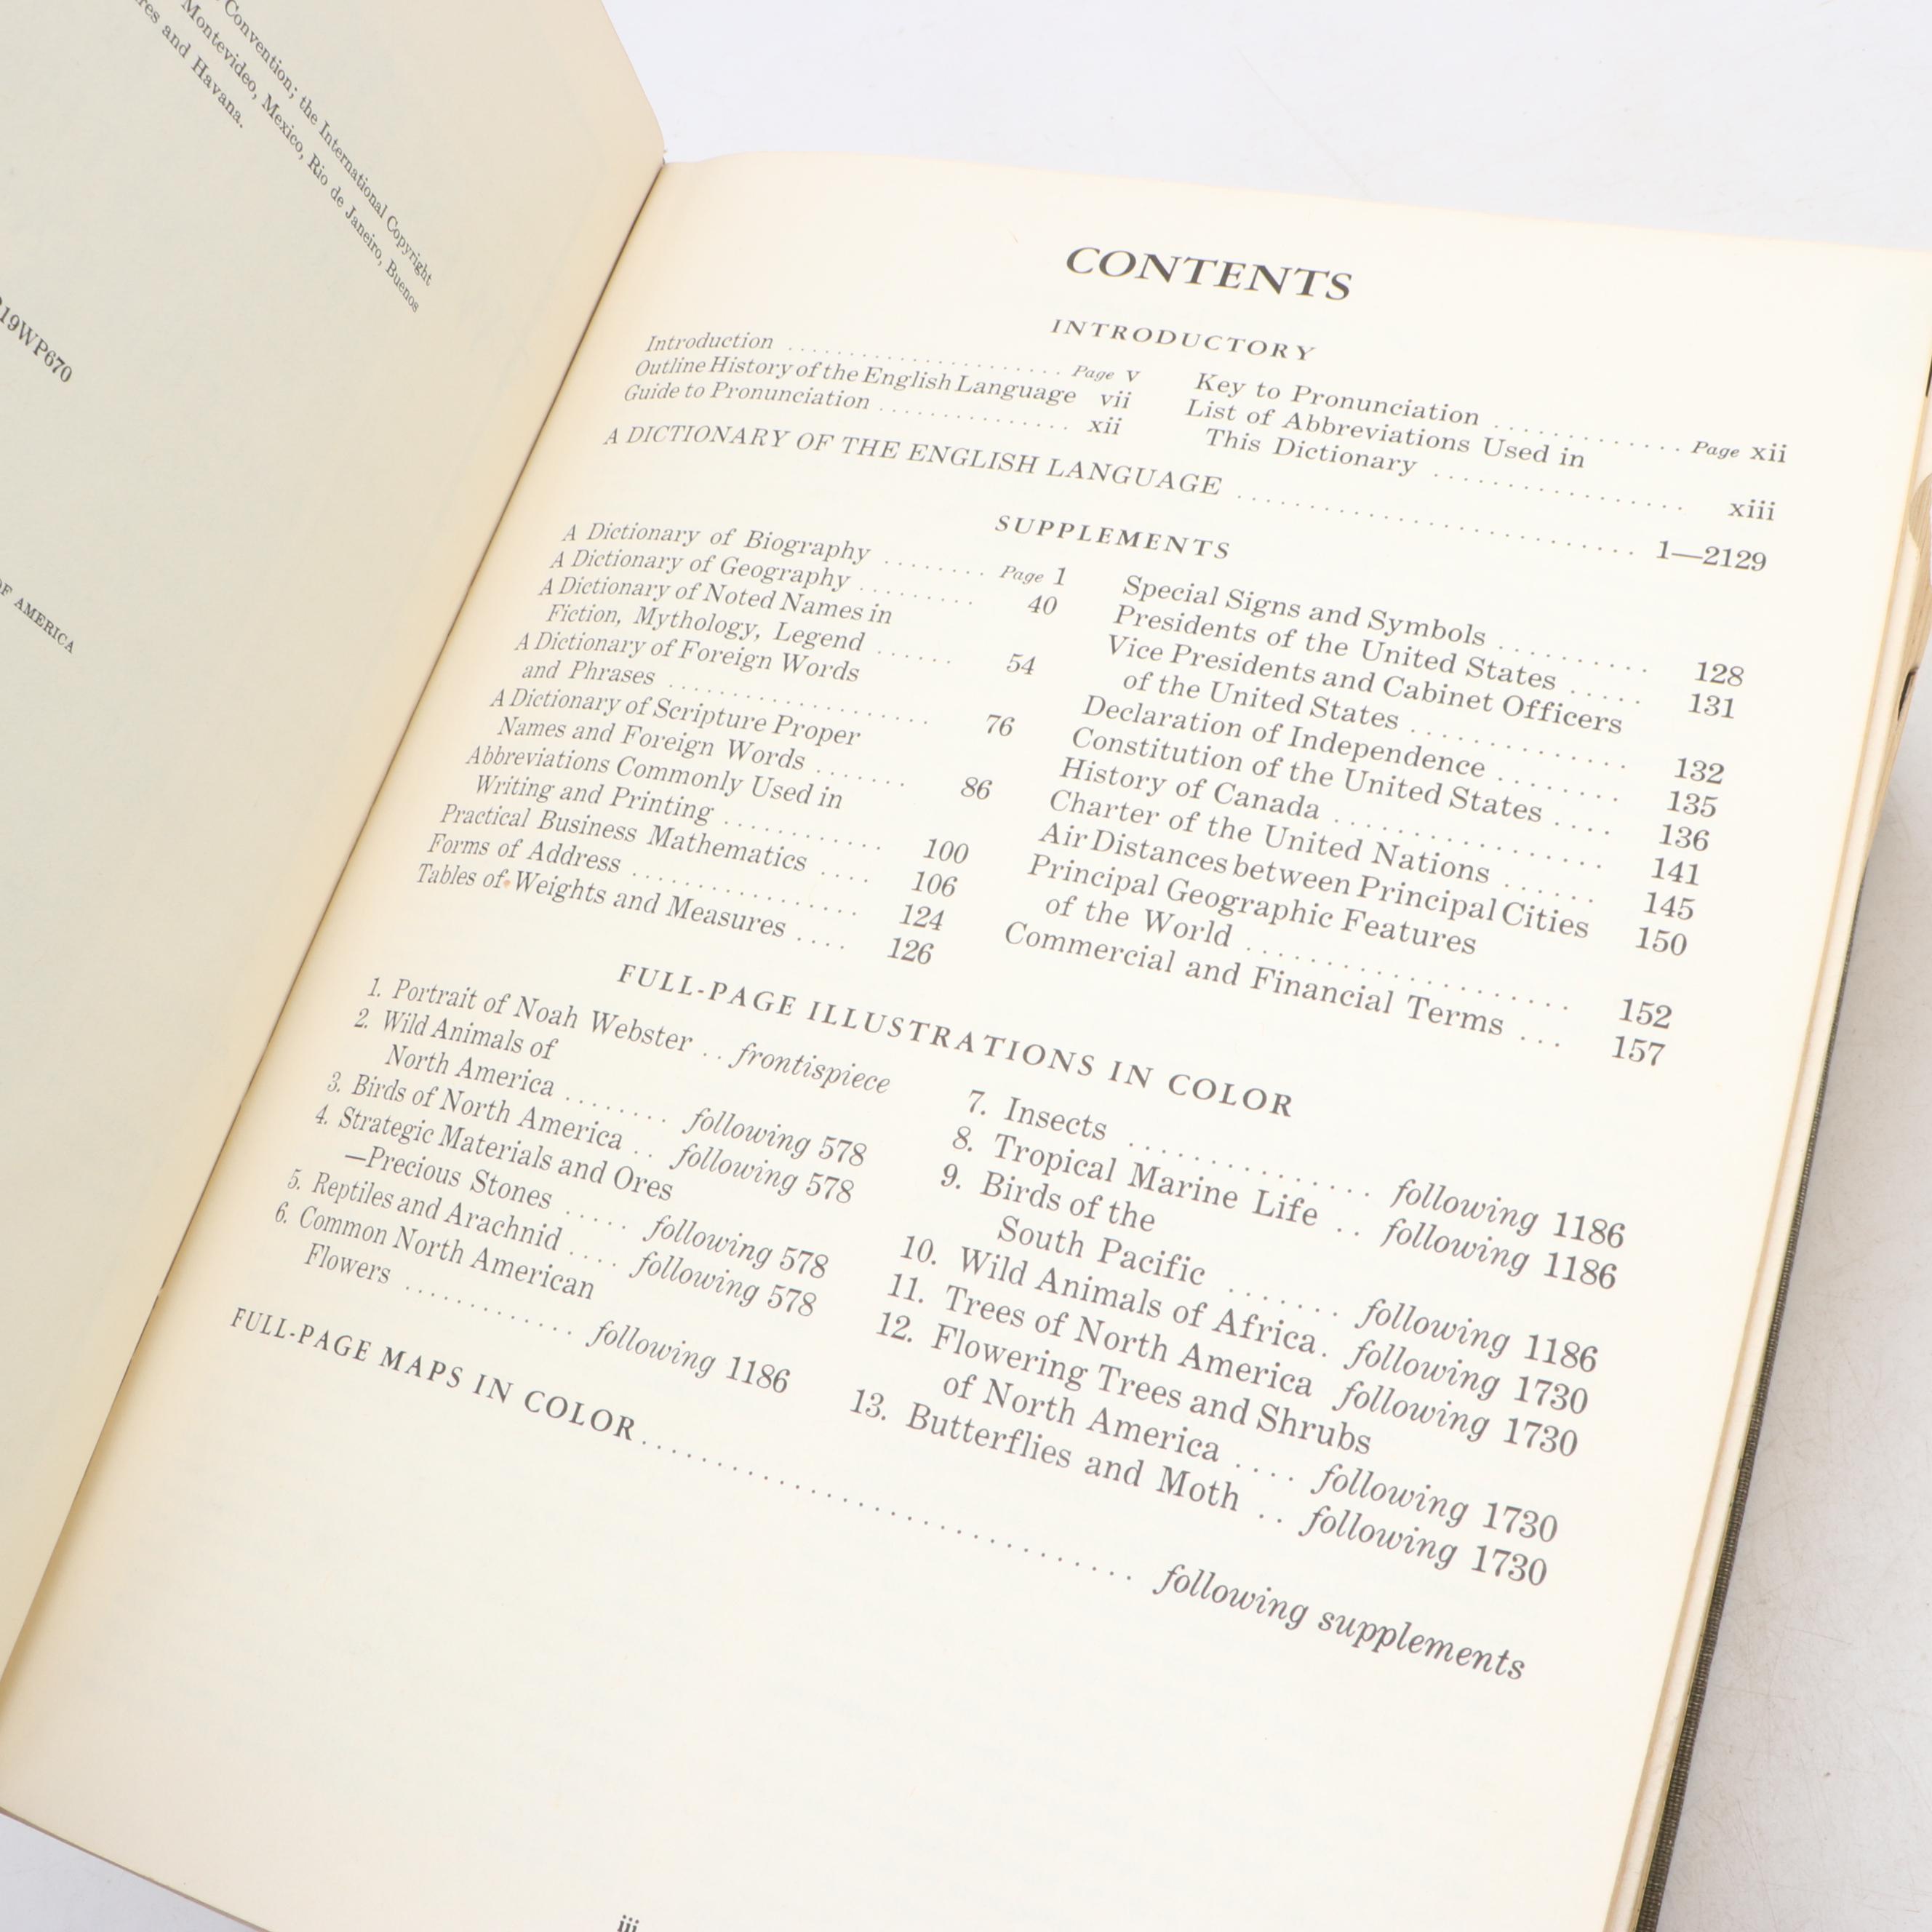 Convention; the International Copyright
Montevideo, Mexico, Rio de Janeiro, Buenos
and Havana.
19WP670
OF AMERICA
CONTENTS
INTRODUCTORY
Introduction .................... Page v
Outline History of the English Language vii
Guide to Pronunciation .............. xii
Key to Pronunciation ............. Page xii
List of Abbreviations Used in
This Dictionary ................. xiii
A DICTIONARY OF THE ENGLISH LANGUAGE .............................. 1—2129
SUPPLEMENTS
A Dictionary of Biography ........ Page 1
A Dictionary of Geography ......... 40
A Dictionary of Noted Names in
Fiction, Mythology, Legend ...... 54
A Dictionary of Foreign Words
and Phrases .................... 76
A Dictionary of Scripture Proper
Names and Foreign Words ....... 86
Abbreviations Commonly Used in
Writing and Printing ............ 100
Practical Business Mathematics .... 106
Forms of Address ................ 124
Tables of Weights and Measures .... 126
Special Signs and Symbols .......... 128
Presidents of the United States ..... 131
Vice Presidents and Cabinet Officers
of the United States .............. 132
Declaration of Independence ........ 135
Constitution of the United States .... 136
History of Canada ................. 141
Charter of the United Nations ...... 145
Air Distances between Principal Cities 150
Principal Geographic Features
of the World .................... 152
Commercial and Financial Terms ... 157
FULL-PAGE ILLUSTRATIONS IN COLOR
1. Portrait of Noah Webster .. frontispiece
2. Wild Animals of
North America ........ following 578
3. Birds of North America .. following 578
4. Strategic Materials and Ores
—Precious Stones ..... following 578
5. Reptiles and Arachnid .... following 578
6. Common North American
Flowers ............. following 1186
7. Insects ................ following 1186
8. Tropical Marine Life .. following 1186
9. Birds of the
South Pacific ....... following 1186
10. Wild Animals of Africa . following 1730
11. Trees of North America following 1730
12. Flowering Trees and Shrubs
of North America .... following 1730
13. Butterflies and Moth .. following 1730
FULL-PAGE MAPS IN COLOR ...................................... following supplements
iii